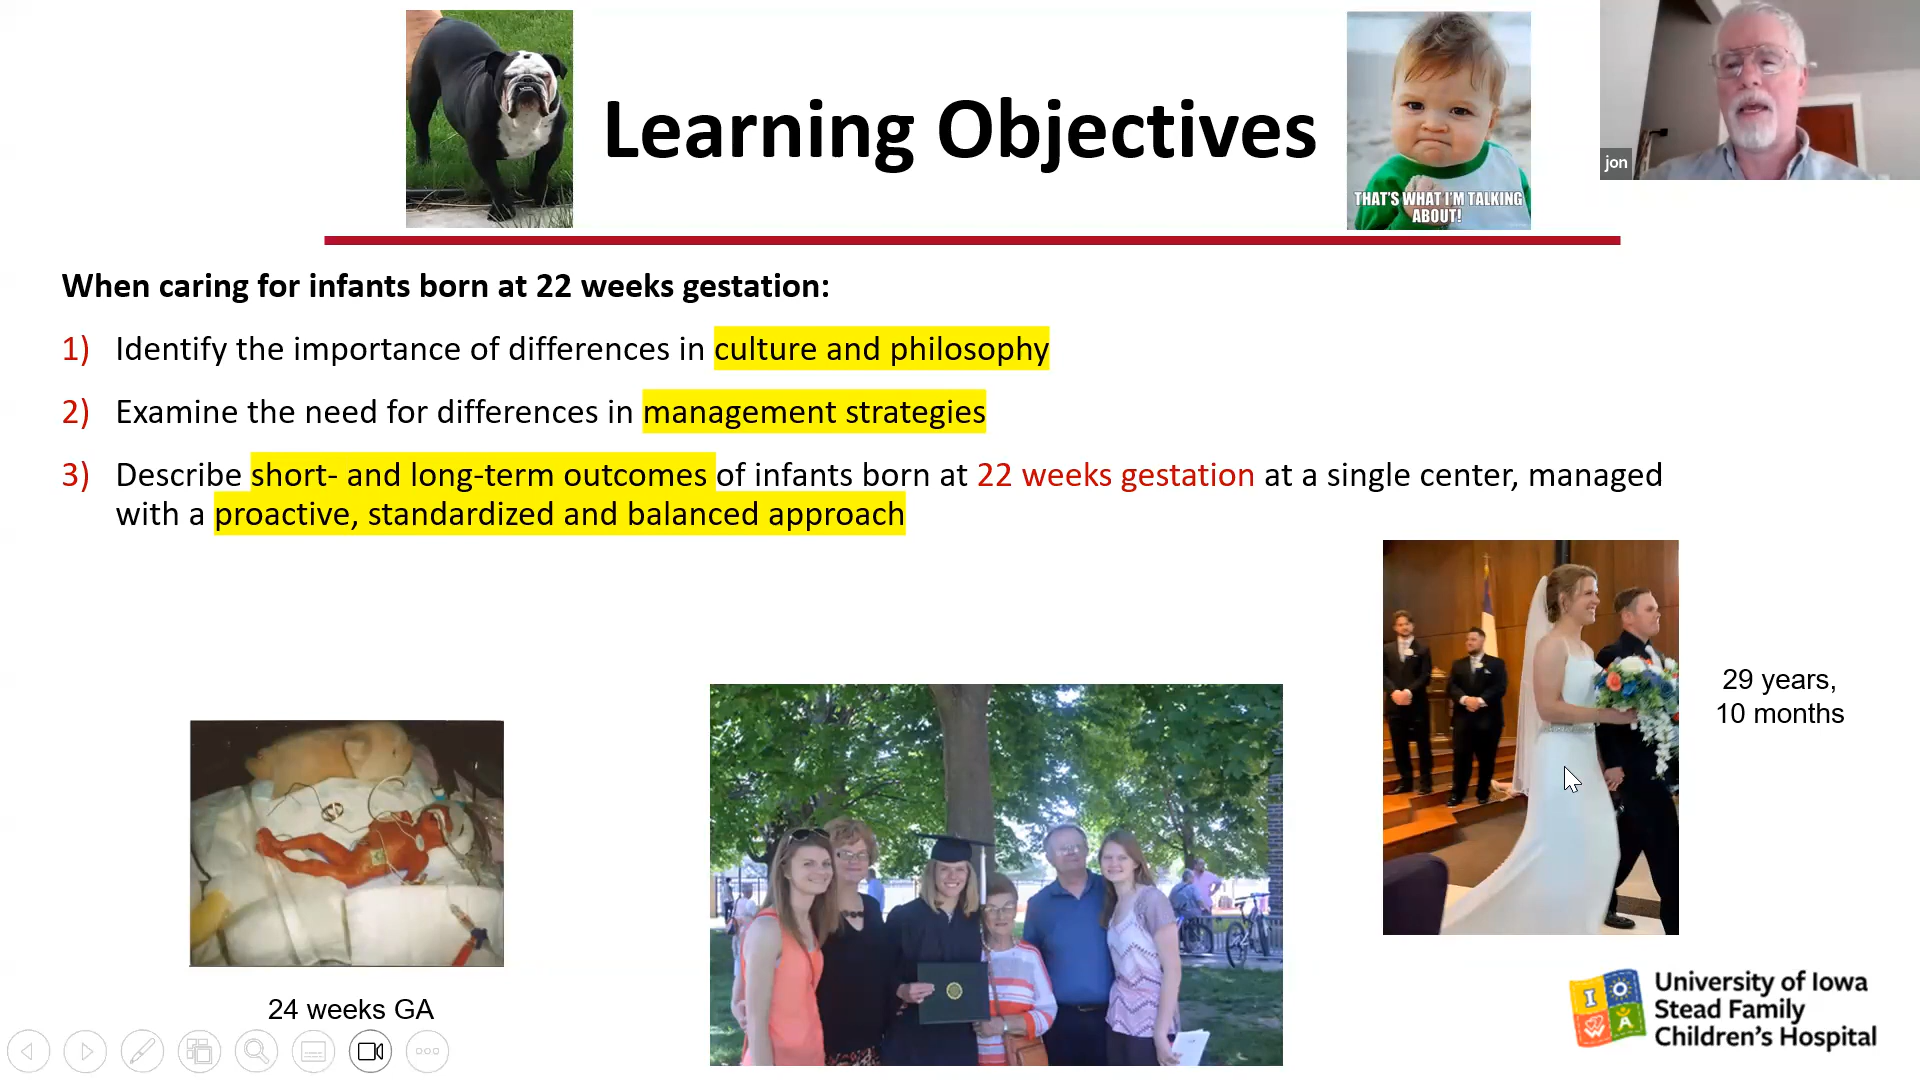 Learning Objectives
THAT'S WHAT I'M TALKING
ABOUT!
jon
When caring for infants born at 22 weeks gestation:
1) Identify the importance of differences in culture and philosophy
2) Examine the need for differences in management strategies
3) Describe short- and long-term outcomes of infants born at 22 weeks gestation at a single center, managed
with a proactive, standardized and balanced approach
29 years,
10 months
24 weeks GA
I O W A
University of Iowa
Stead Family
Children's Hospital